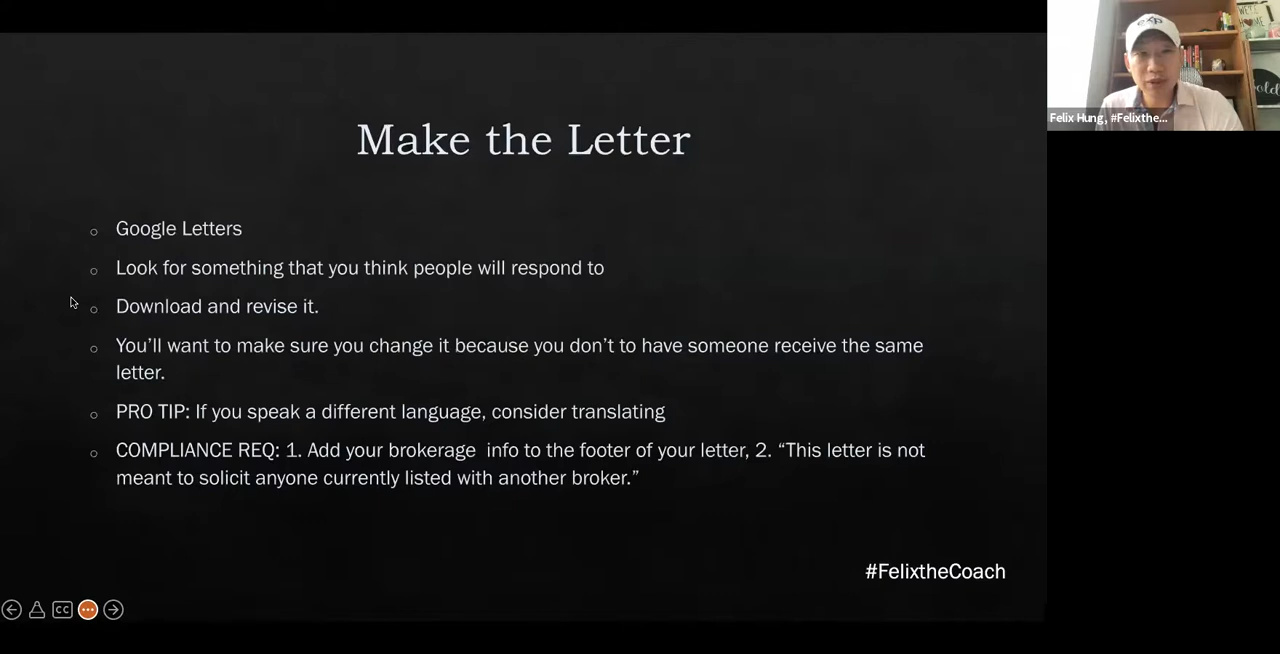 Make the Letter
Google Letters
Look for something that you think people will respond to
Download and revise it.
You’ll want to make sure you change it because you don’t to have someone receive the same
letter.
PRO TIP: If you speak a different language, consider translating
COMPLIANCE REQ: 1. Add your brokerage  info to the footer of your letter, 2. “This letter is not
meant to solicit anyone currently listed with another broker.”
#FelixtheCoach
CC
exp
WE'RE
HOME
Felix Hung, #Felixthe...